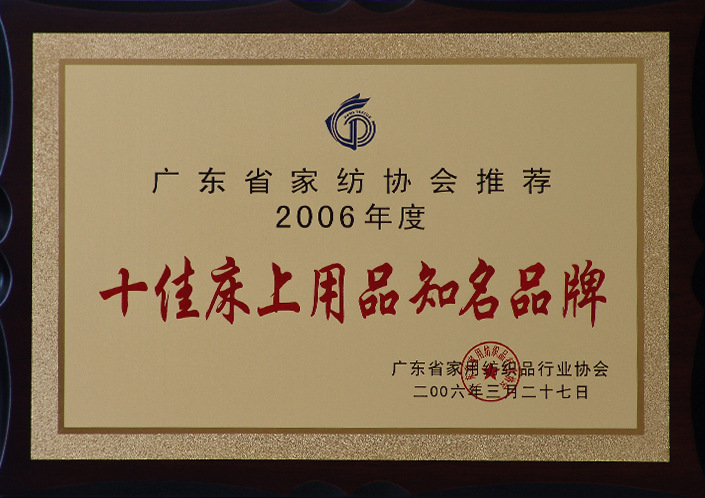 广东省家纺协会推荐
2006年度
十佳床上用品知名品牌
广东省家用纺织品行业协会
二00六年三月二十七日